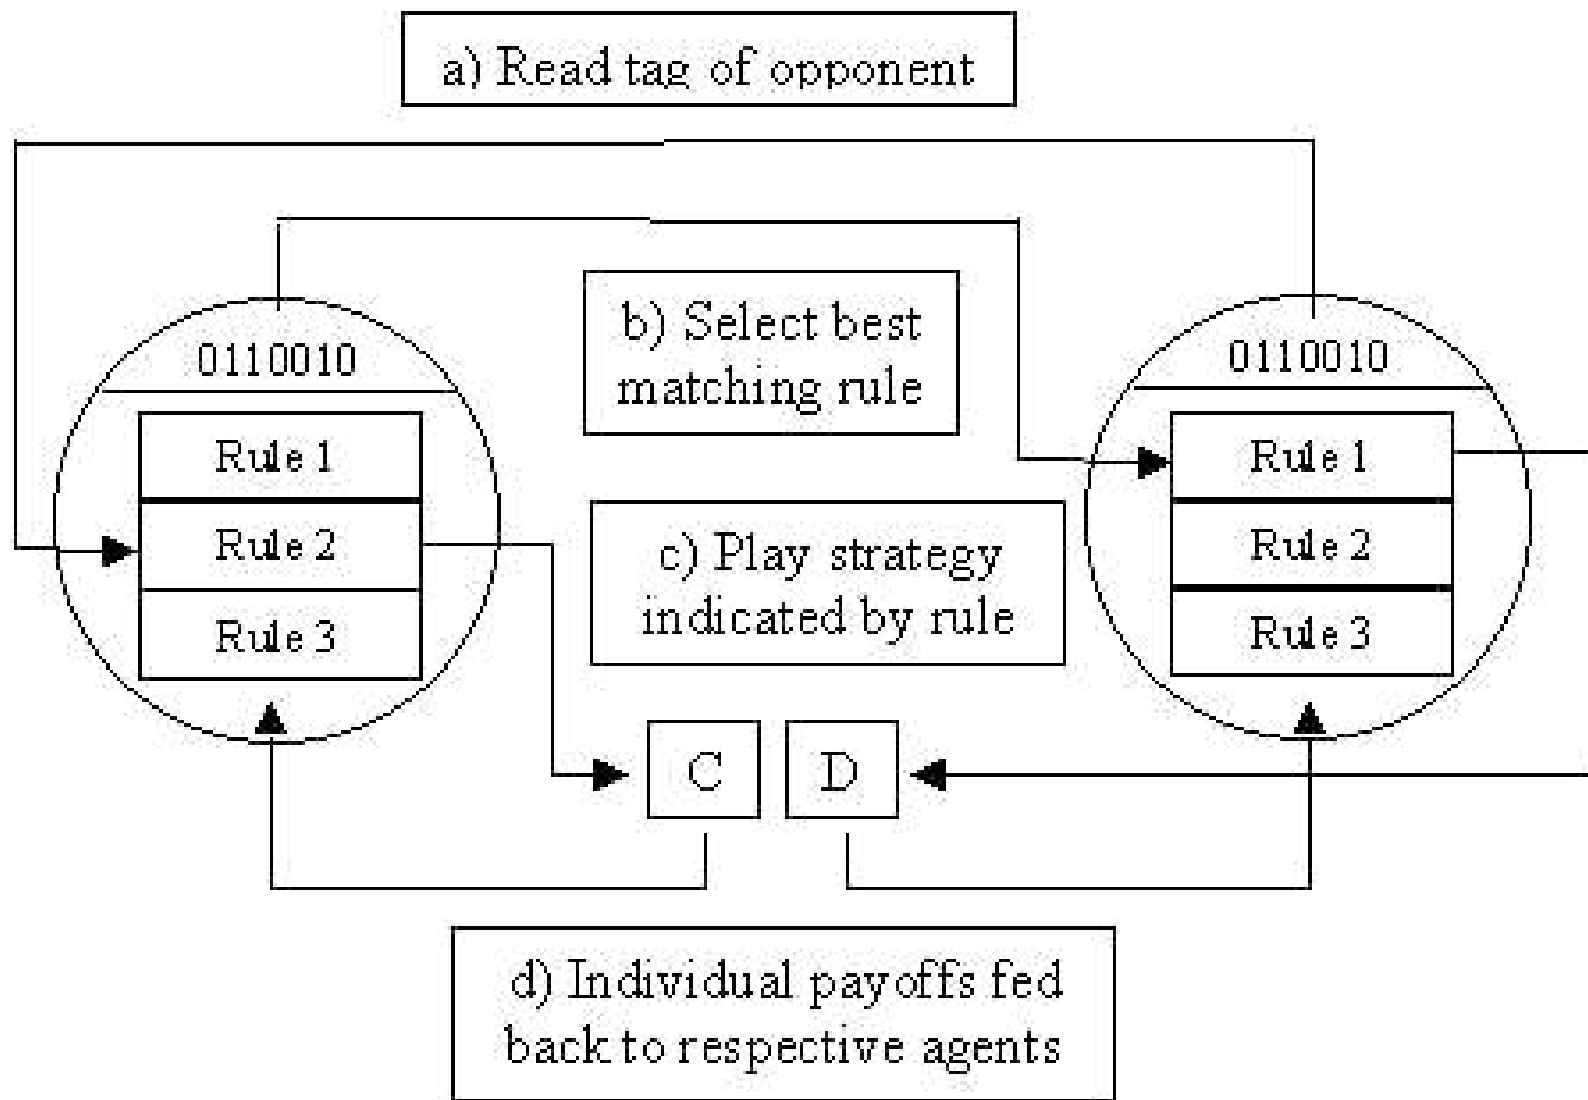 a) Read tag of opponent
b) Select best
matching rule
0110010
0110010
Rule 1
Rule 2
Rule 3
Rule 1
Rule 2
Rule 3
c) Play strategy
indicated by rule
C
D
d) Individual payoffs fed
back to respective agents